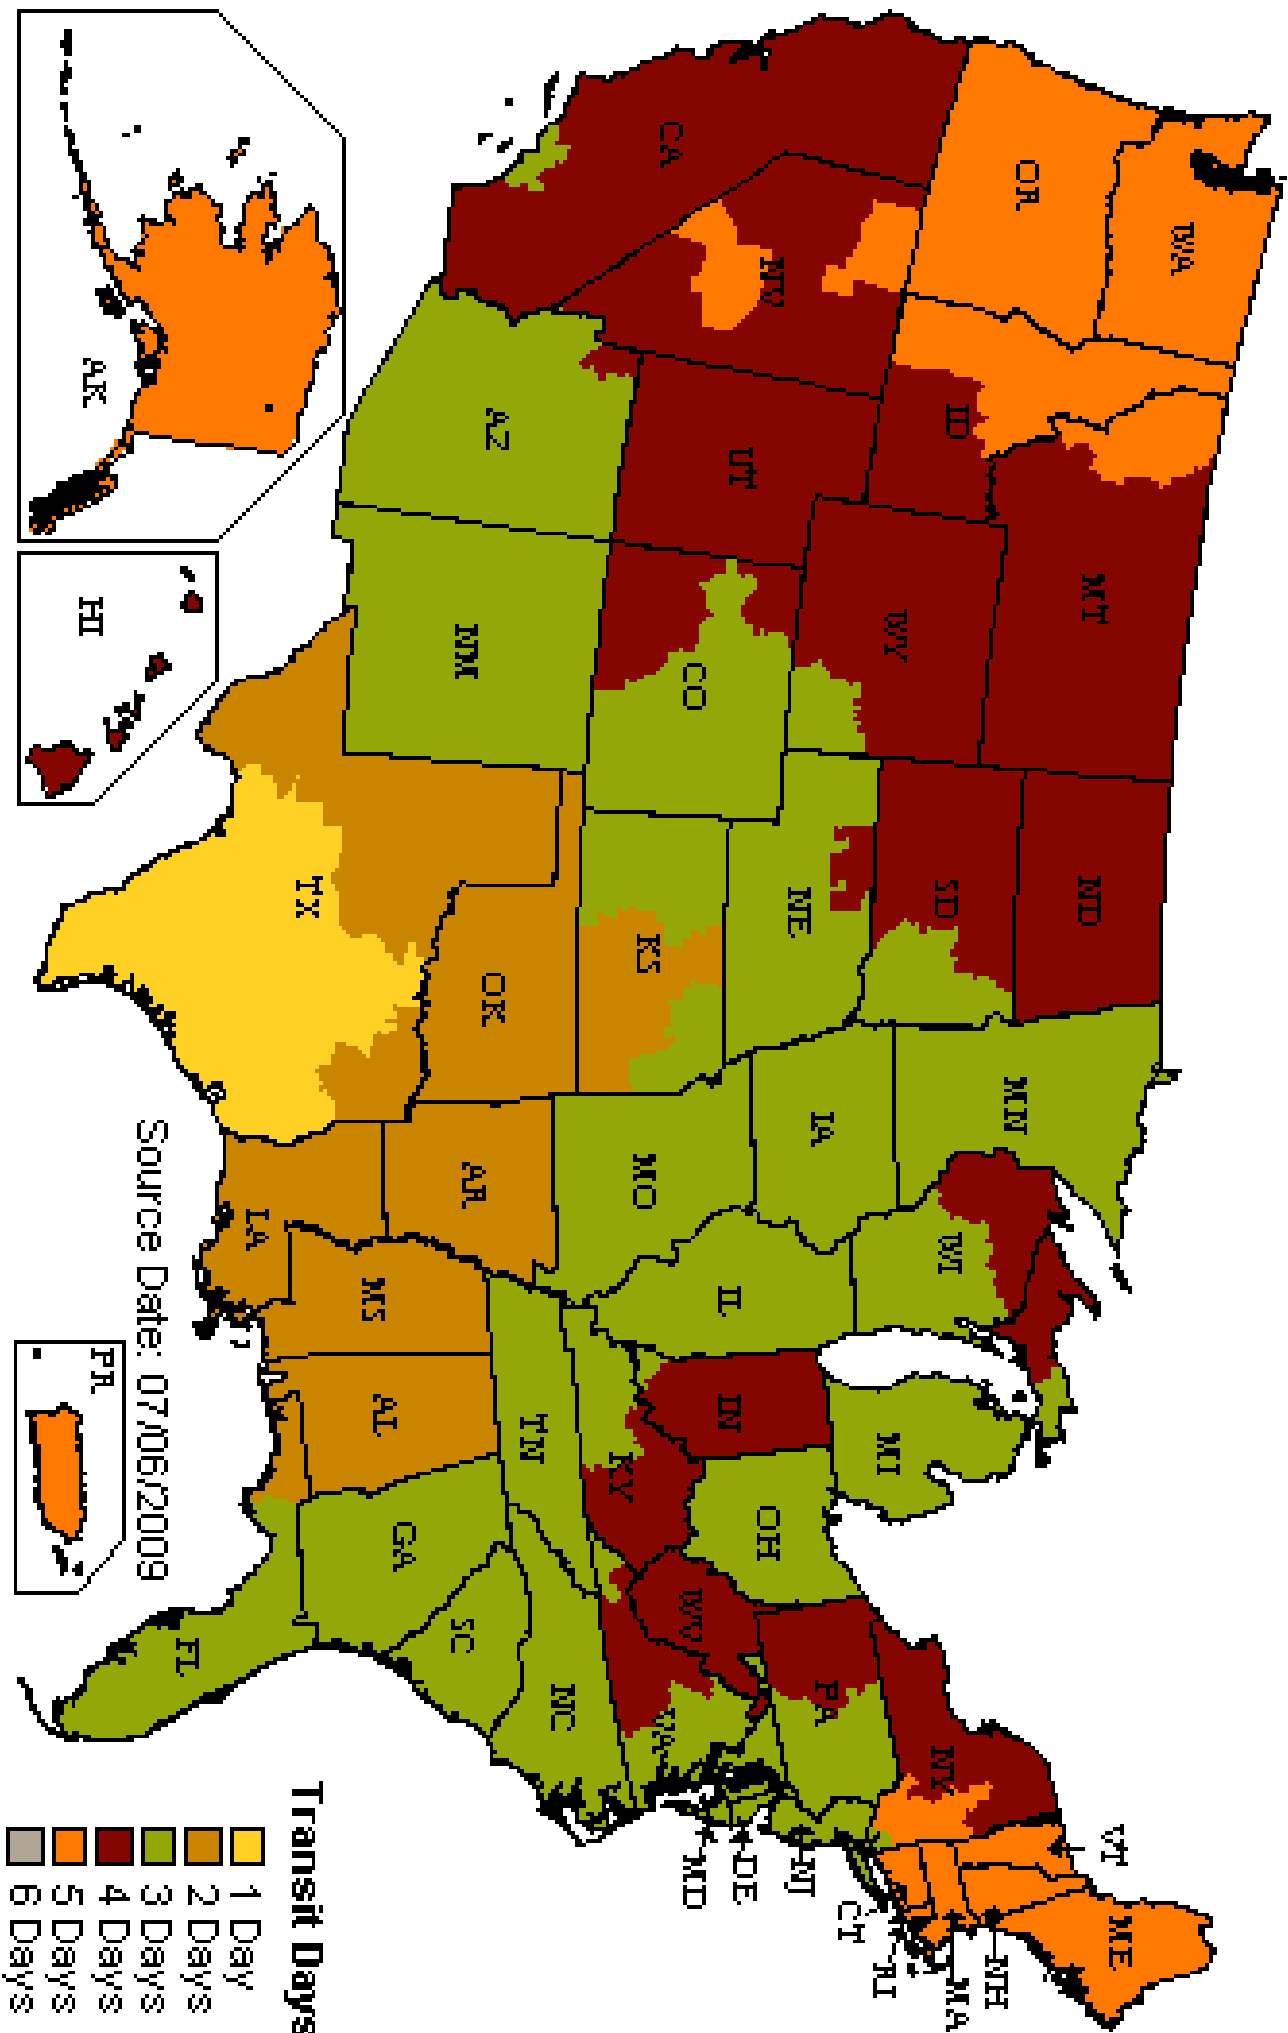 WA
OR
CA
NV
ID
MT
WY
UT
AZ
CO
NM
ND
SD
NE
KS
OK
TX
MN
IA
MO
AR
LA
WI
IL
MS
MI
IN
KY
TN
AL
OH
GA
FL
SC
NC
VA
WV
PA
NY
VT
ME
NH
MA
RI
CT
NJ
DE
MD
AK
HI
PR
Source Date: 07/06/2009
Transit Days
1 Day
2 Days
3 Days
4 Days
5 Days
6 Days